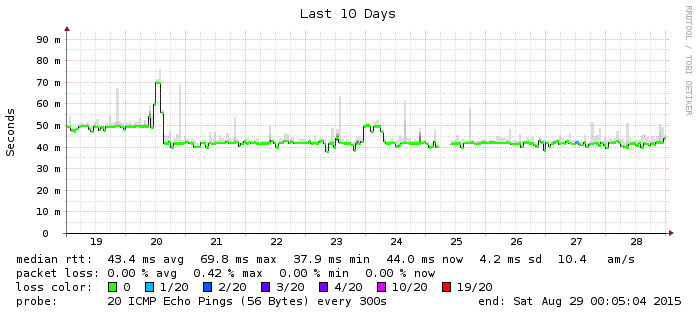 Last 10 Days
RRDTOOL / TOBI OETIKER
Seconds
90 m
80 m
70 m
60 m
50 m
40 m
30 m
20 m
10 m
0
19 20 21 22 23 24 25 26 27 28
median rtt: 43.4 ms avg 69.8 ms max 37.9 ms min 44.0 ms now 4.2 ms sd 10.4 am/s
packet loss: 0.00 % avg 0.42 % max 0.00 % min 0.00 % now
loss color: 0 1/20 2/20 3/20 4/20 10/20 19/20
probe: 20 ICMP Echo Pings (56 Bytes) every 300s end: Sat Aug 29 00:05:04 2015